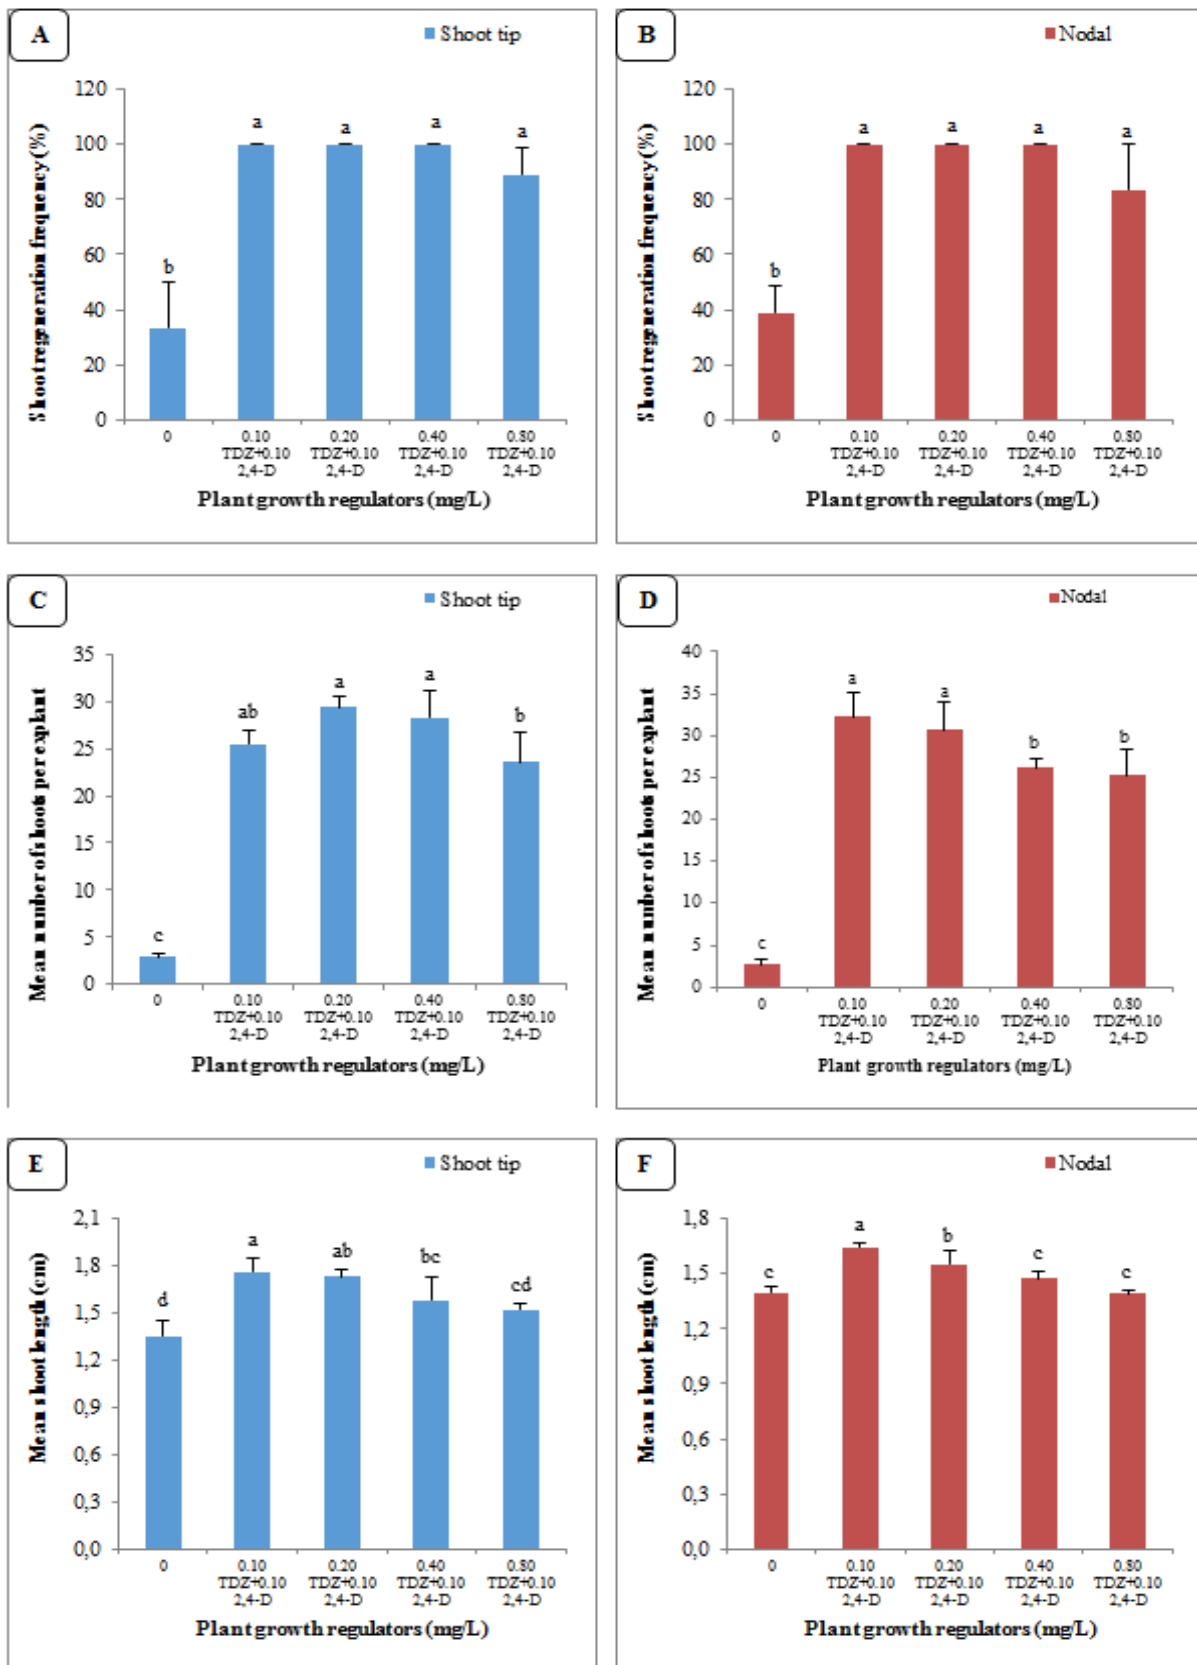 A
Shoot tip
120
100
80
60
40
20
0
Shoot regeneration frequency (%)
b
a
a
a
a
0
0.10 TDZ+0.10 2,4-D
0.20 TDZ+0.10 2,4-D
0.40 TDZ+0.10 2,4-D
0.80 TDZ+0.10 2,4-D
Plant growth regulators (mg/L)
B
Nodal
120
100
80
60
40
20
0
Shoot regeneration frequency (%)
b
a
a
a
a
0
0.10 TDZ+0.10 2,4-D
0.20 TDZ+0.10 2,4-D
0.40 TDZ+0.10 2,4-D
0.80 TDZ+0.10 2,4-D
Plant growth regulators (mg/L)
C
Shoot tip
35
30
25
20
15
10
5
0
Mean number of shoots per explant
c
ab
a
a
b
0
0.10 TDZ+0.10 2,4-D
0.20 TDZ+0.10 2,4-D
0.40 TDZ+0.10 2,4-D
0.80 TDZ+0.10 2,4-D
Plant growth regulators (mg/L)
D
Nodal
40
35
30
25
20
15
10
5
0
Mean number of shoots per explant
c
a
a
b
b
0
0.10 TDZ+0.10 2,4-D
0.20 TDZ+0.10 2,4-D
0.40 TDZ+0.10 2,4-D
0.80 TDZ+0.10 2,4-D
Plant growth regulators (mg/L)
E
Shoot tip
2,1
1,8
1,5
1,2
0,9
0,6
0,3
0,0
Mean shoot length (cm)
d
a
ab
bc
cd
0
0.10 TDZ+0.10 2,4-D
0.20 TDZ+0.10 2,4-D
0.40 TDZ+0.10 2,4-D
0.80 TDZ+0.10 2,4-D
Plant growth regulators (mg/L)
F
Nodal
1,8
1,5
1,2
0,9
0,6
0,3
0,0
Mean shoot length (cm)
c
a
b
c
c
0
0.10 TDZ+0.10 2,4-D
0.20 TDZ+0.10 2,4-D
0.40 TDZ+0.10 2,4-D
0.80 TDZ+0.10 2,4-D
Plant growth regulators (mg/L)